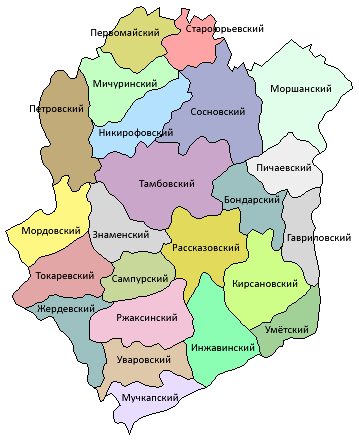 Первомайский
Староюрьевский
Мичуринский
Моршанский
Петровский
Сосновский
Никирофовский
Пичаевский
Тамбовский
Бондарский
Мордовский
Знаменский
Гавриловский
Рассказовский
Токаревский
Сампурский
Кирсановский
Жердевский
Ржаксинский
Умётский
Инжавинский
Уваровский
Мучкапский